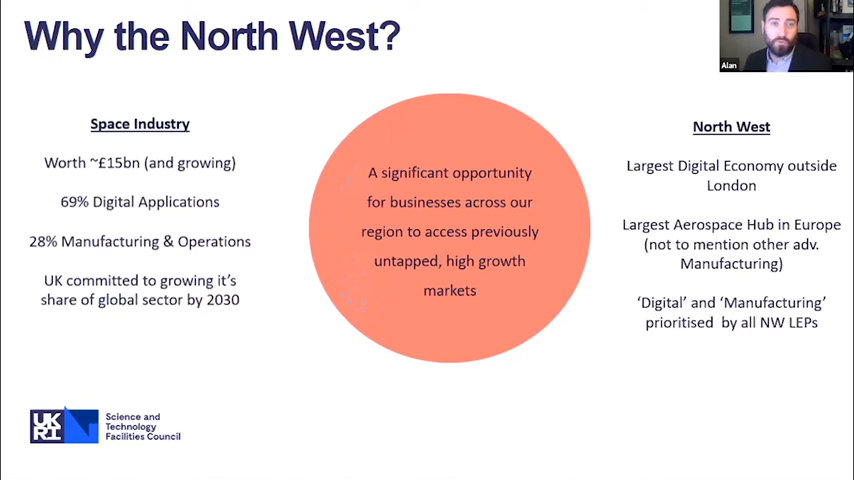 Why the North West?
Alan
Space Industry
Worth ~£15bn (and growing)
69% Digital Applications
28% Manufacturing & Operations
UK committed to growing it's
share of global sector by 2030
A significant opportunity
for businesses across our
region to access previously
untapped, high growth
markets
North West
Largest Digital Economy outside
London
Largest Aerospace Hub in Europe
(not to mention other adv.
Manufacturing)
'Digital' and 'Manufacturing'
prioritised by all NW LEPs
UK
RI
Science and
Technology
Facilities Council